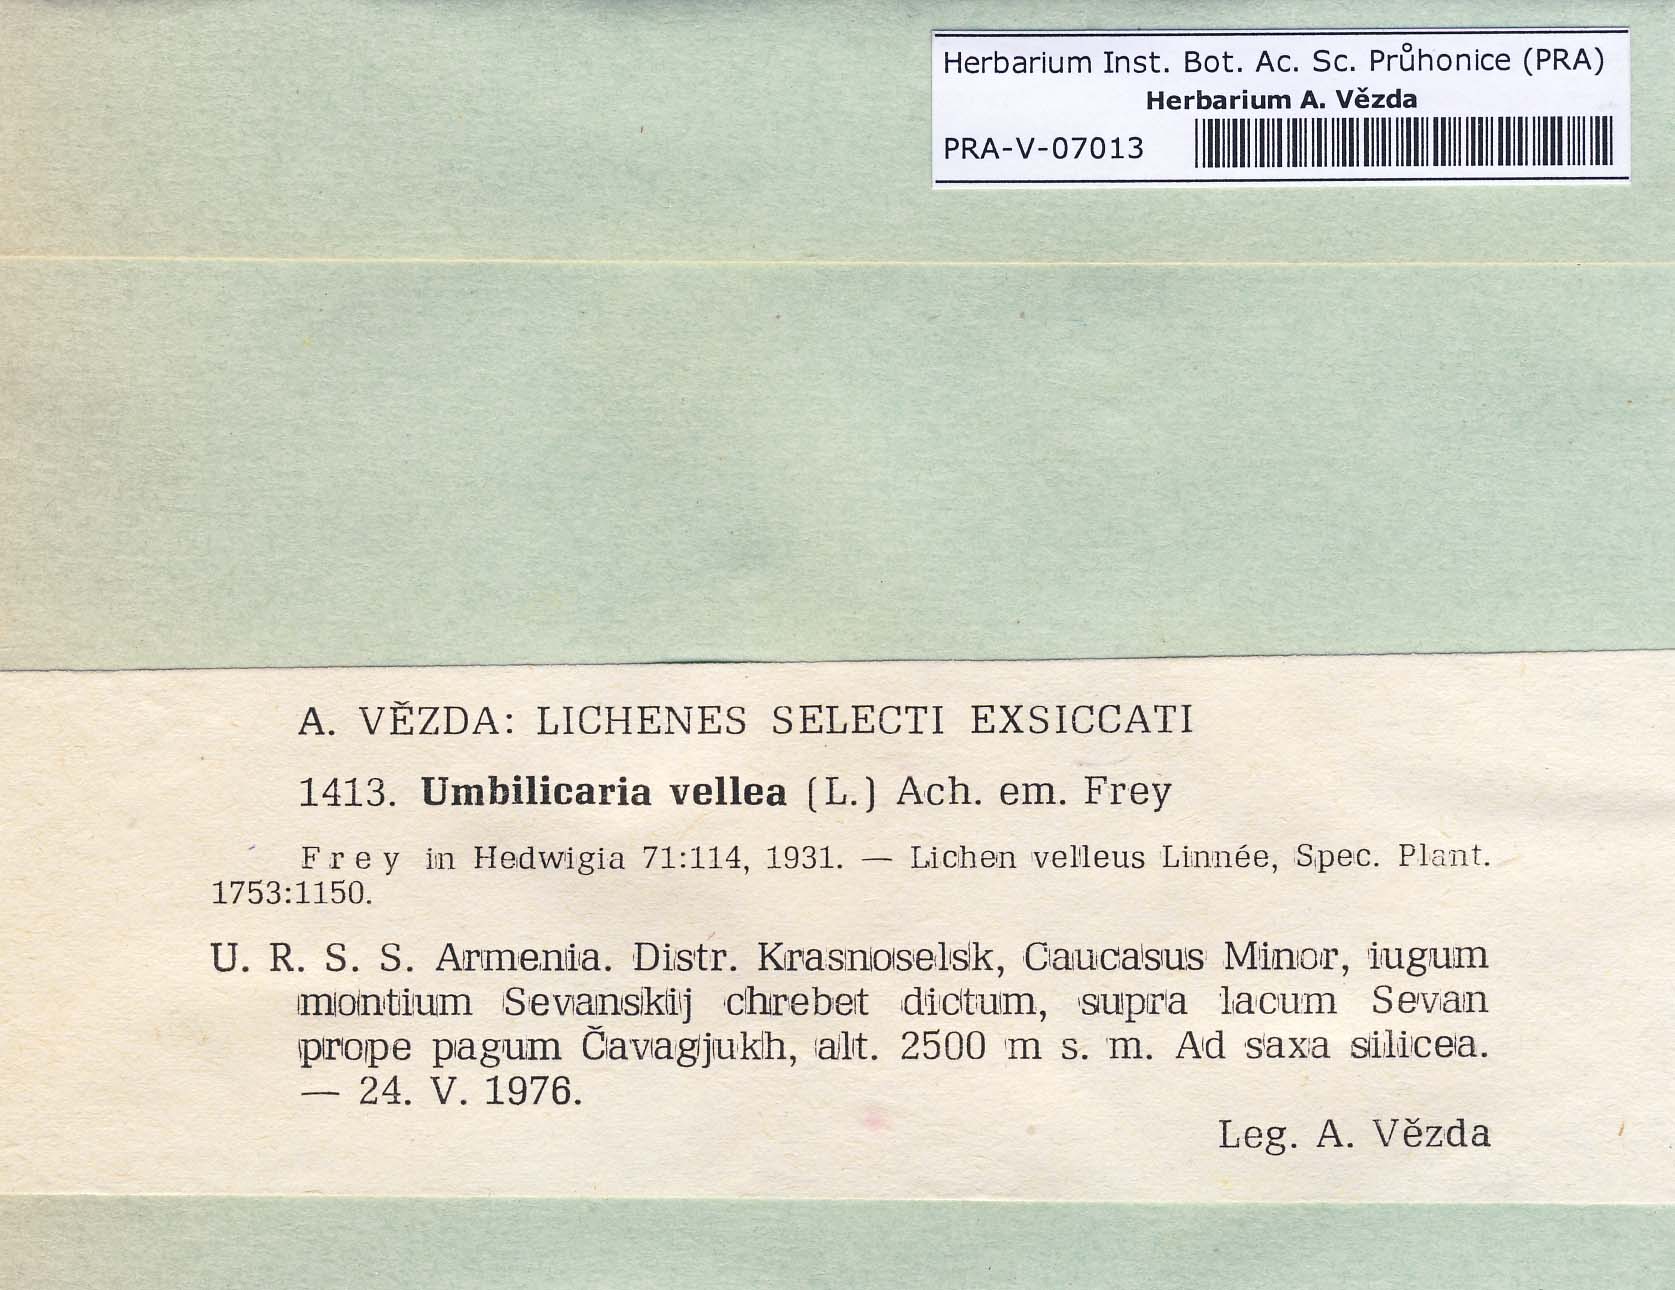 Herbarium Inst. Bot. Ac. Sc. Průhonice (PRA)
Herbarium A. Vězda
PRA-V-07013
A. VĚZDA: LICHENES SELECTI EXSICCATI
1413. Umbilicaria vellea (L.) Ach. em. Frey
Frey in Hedwigia 71:114, 1931. — Lichen velleus Linnée, Spec. Plant.
1753:1150.
U. R. S. S. Armenia. Distr. Krasnoselsk, Caucasus Minor, iugum
montium Sevanskij chrebet dictum, supra lacum Sevan
prope pagum Čavagjukh, alt. 2500 m s. m. Ad saxa silicea.
— 24. V. 1976.
Leg. A. Vězda